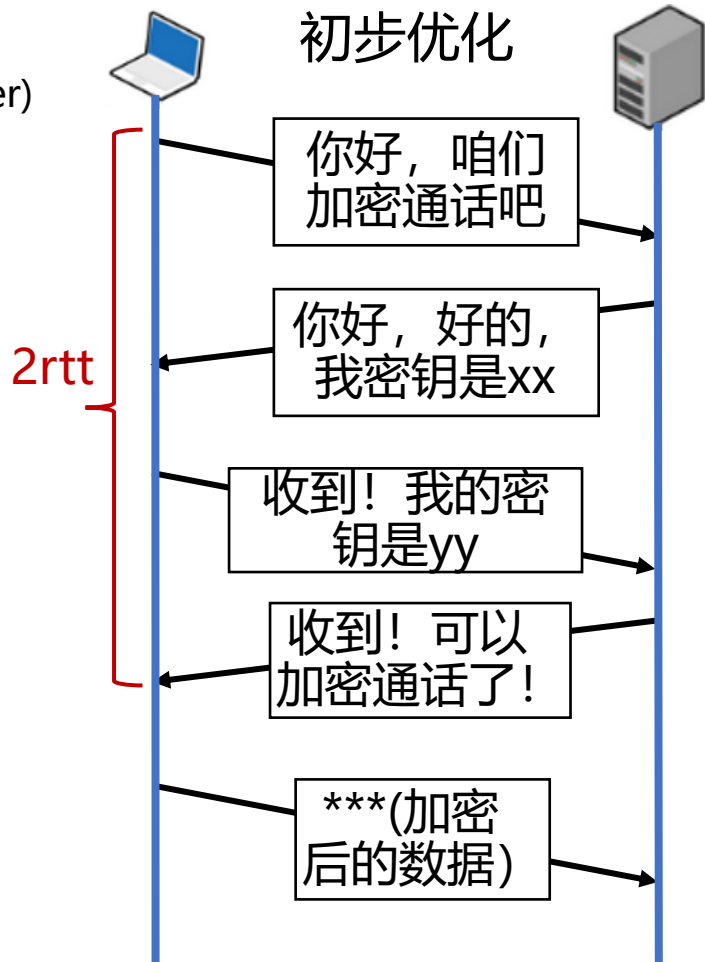 初步优化
er)
你好，咱们
加密通话吧
你好，好的，
我密钥是xx
2rtt
收到！我的密
钥是yy
收到！可以
加密通话了！
***(加密
后的数据）